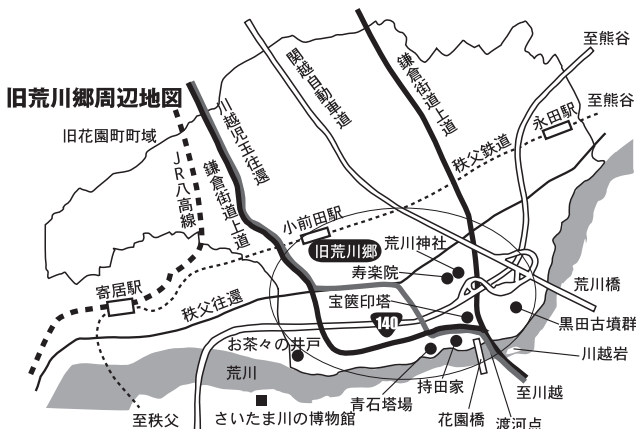 旧荒川郷周辺地図
至熊谷
至熊谷
関越自動車道
鎌倉街道上道
永田駅
旧花園町町域
川越児玉往還
秩父鉄道
JR八高線
鎌倉街道上道
小前田駅
旧荒川郷
荒川神社
寿楽院
寄居駅
秩父往還
宝篋印塔
荒川橋
140
黒田古墳群
お茶々の井戸
川越岩
荒川
持田家
至川越
青石塔場
至秩父
さいたま川の博物館
花園橋
渡河点